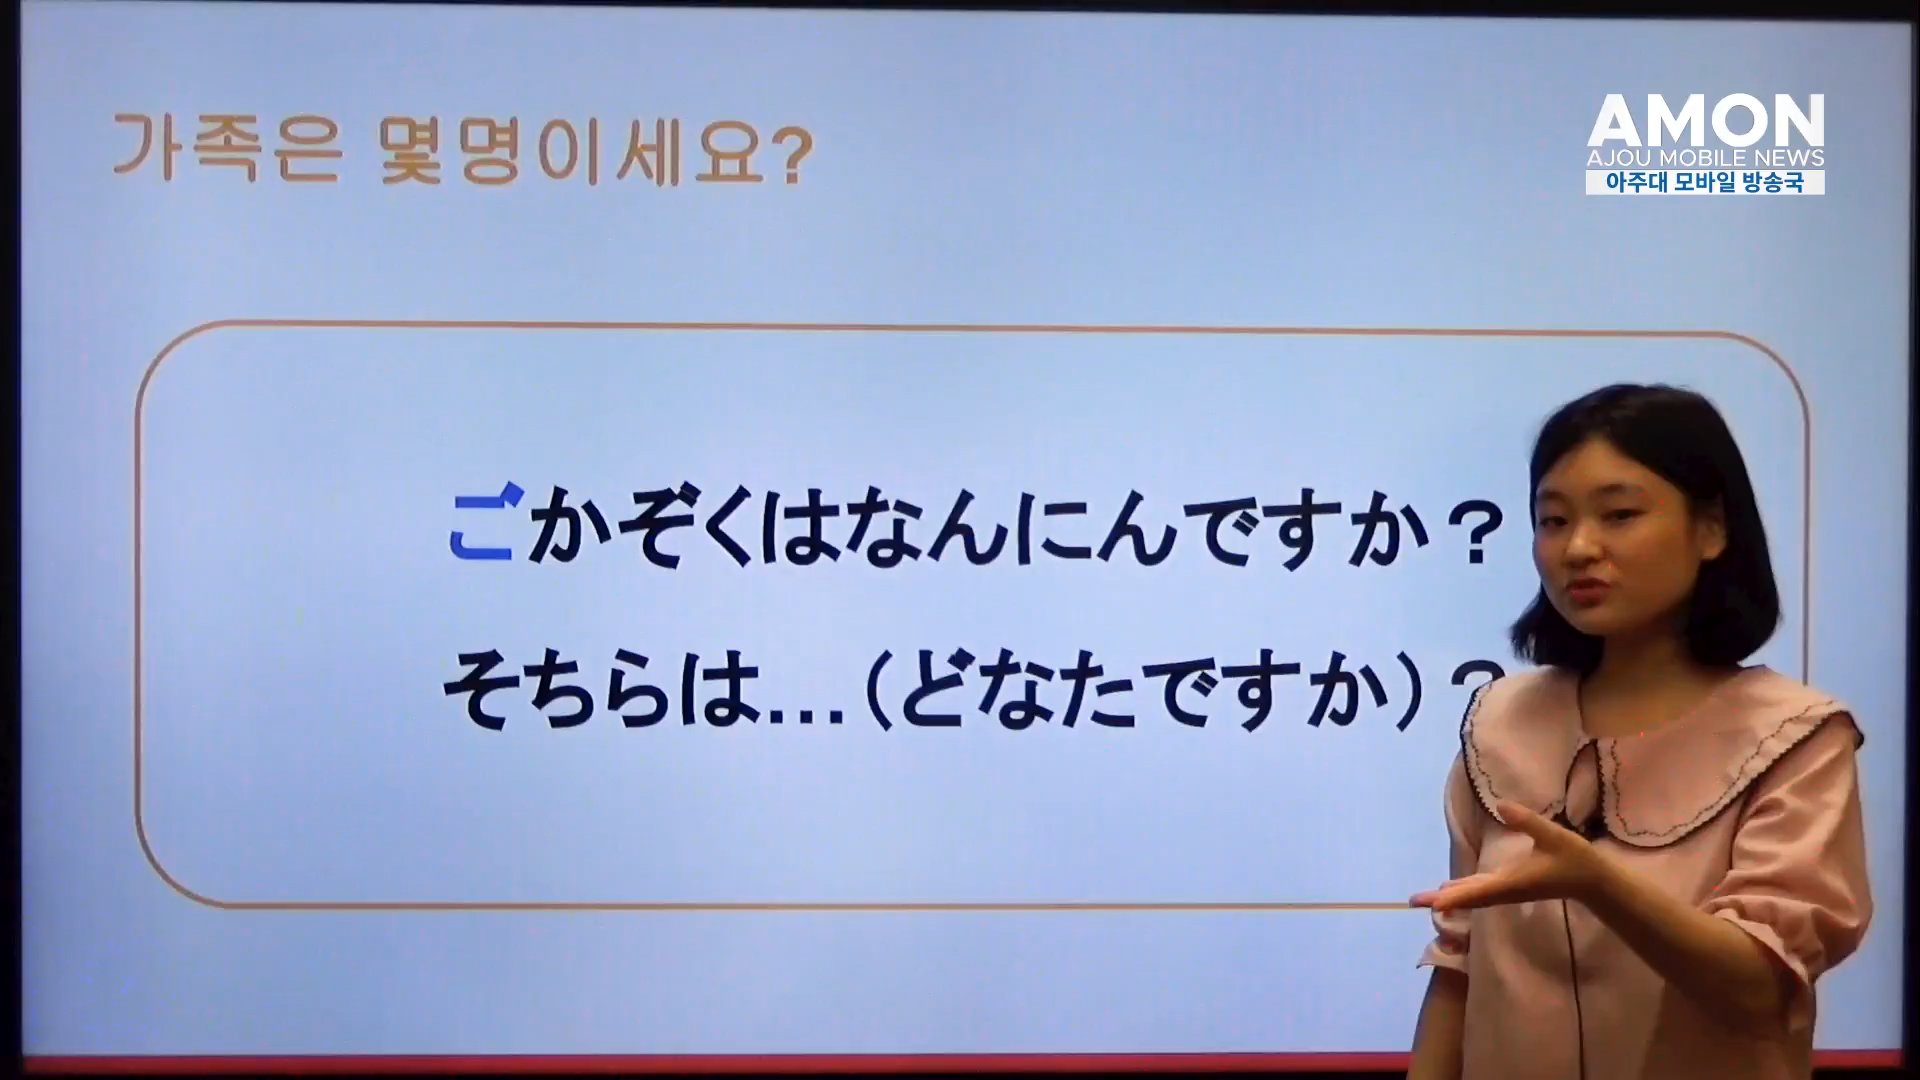 가족은 몇명이세요?
AMON
AJOU MOBILE NEWS
아주대 모바일 방송국
ごかぞくはなんにんですか？
そちらは...（どなたですか）？